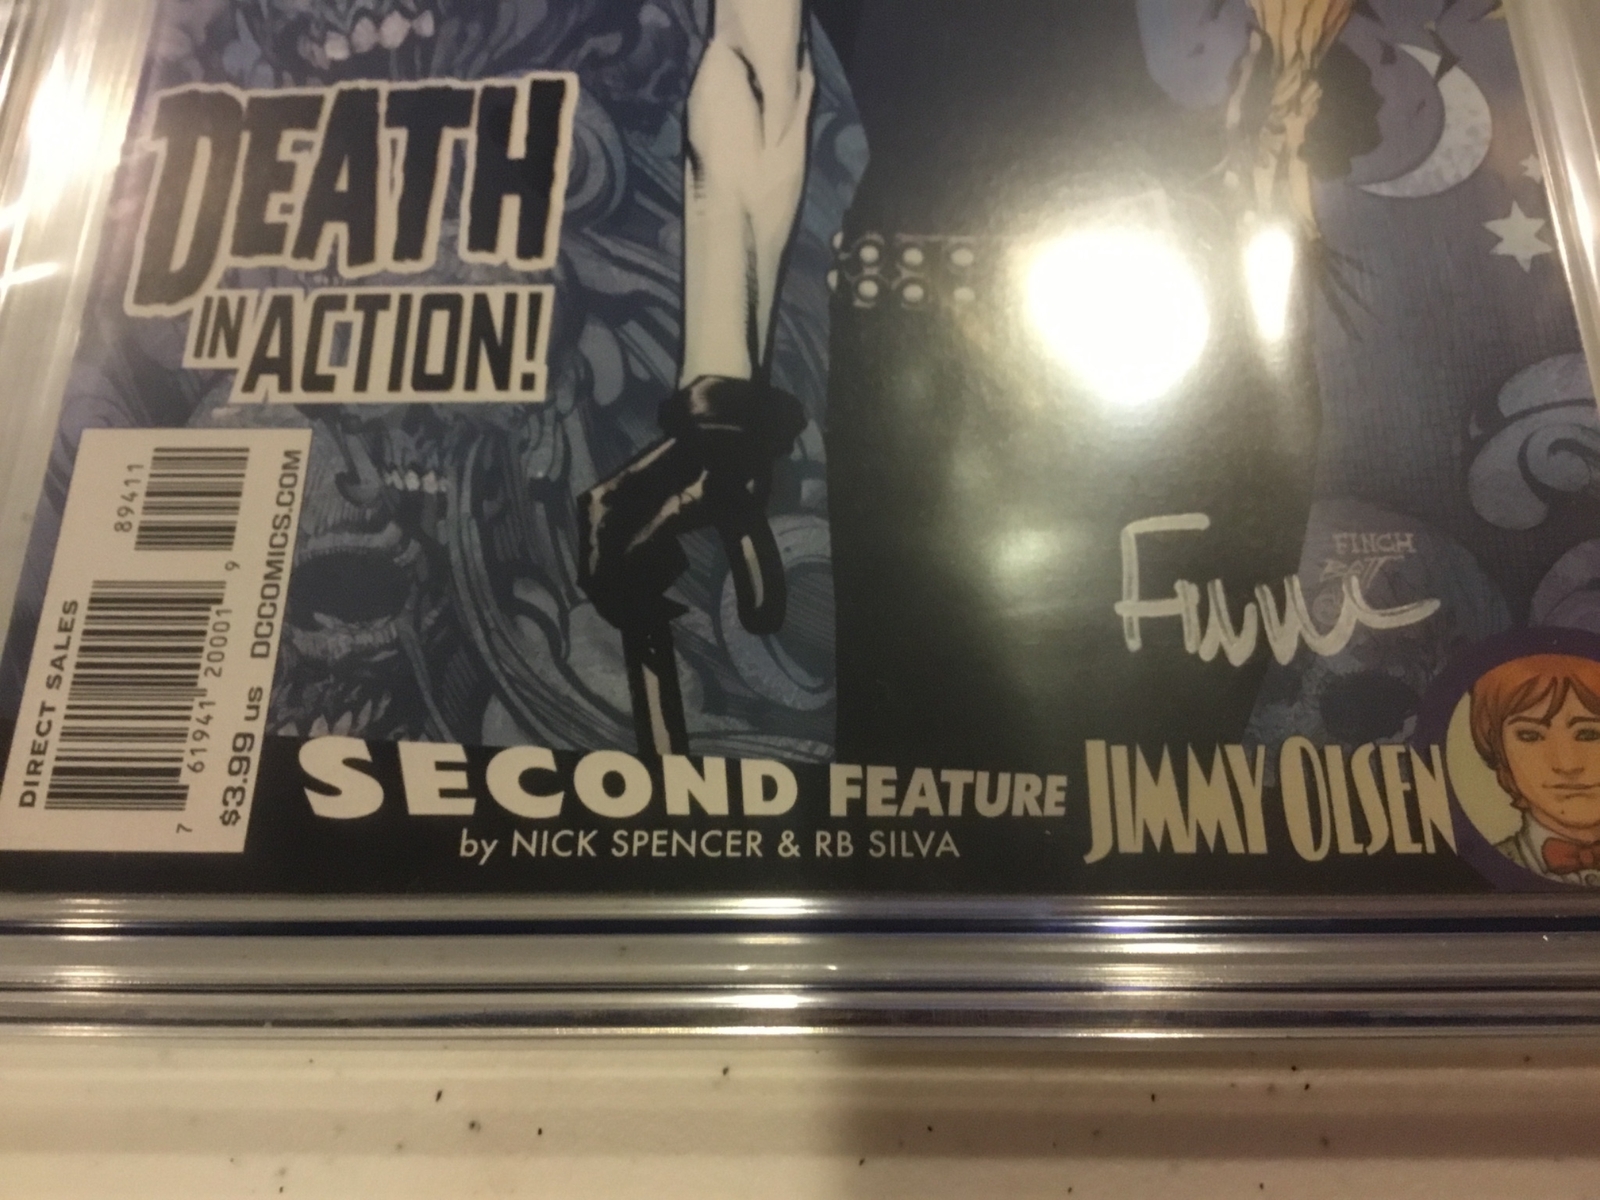 DEATH
IN ACTION!
89411
DIRECT SALES
7 61941 20001 9
$3.99 US DCCOMICS.COM
FINCH
SECOND FEATURE
by NICK SPENCER & RB SILVA
JIMMY OLSEN